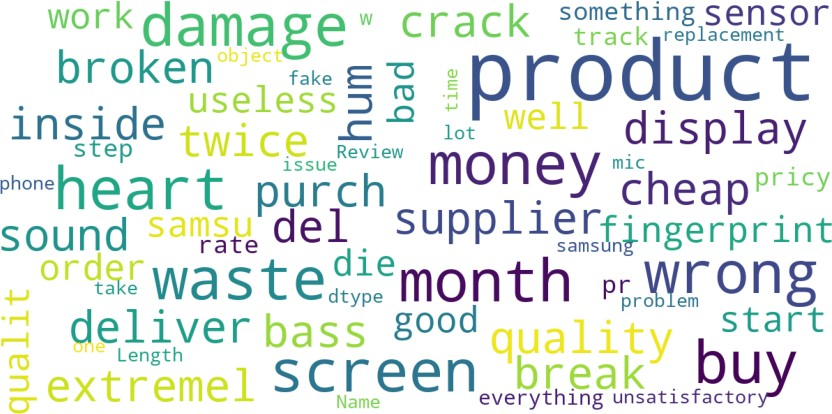 work
damage
w
crack
something
sensor
track
replacement
broken
object
fake
hum
bad
time
product
inside
useless
twice
step
lot
well
display
issue
Review
money
mic
phone
heart
purch
cheap
pricy
sound
samsu
rate
del
supplier
samsung
fingerprint
order
take
waste
die
dtype
month
pr
wrong
problem
qualit
one
Length
deliver
bass
good
quality
start
extremel
screen
Name
break
buy
everything
unsatisfactory